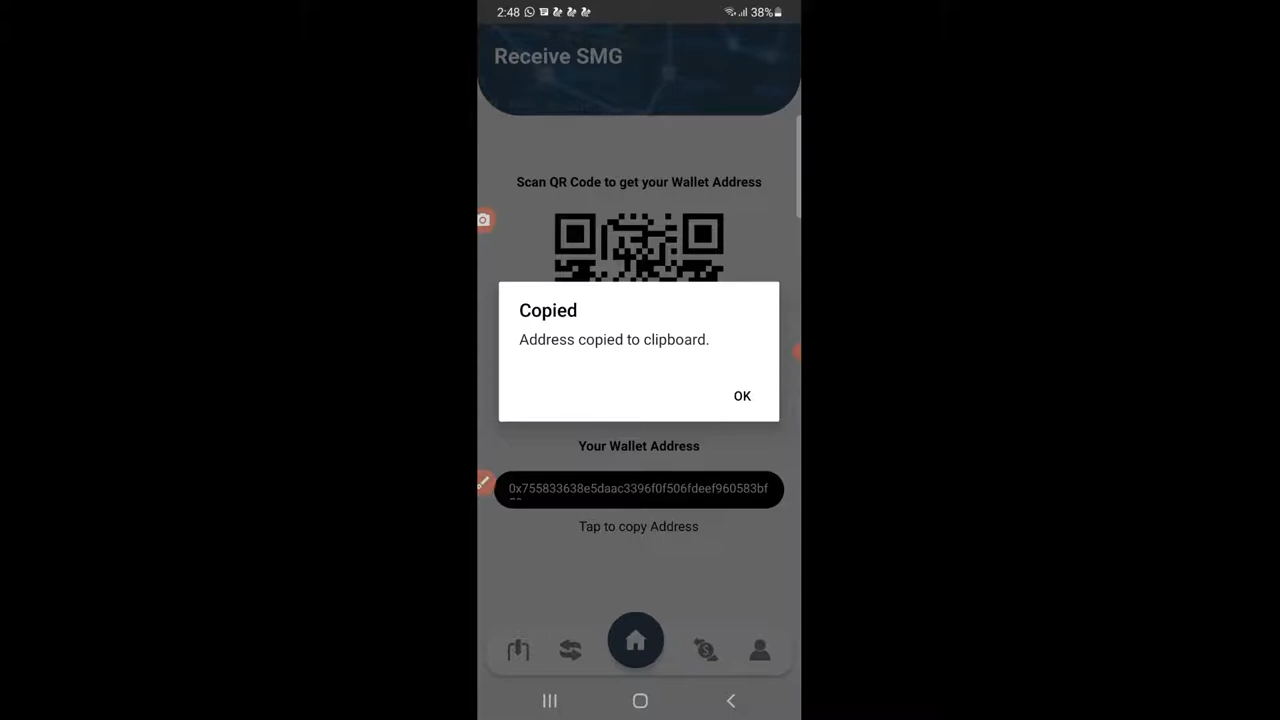 2:48 38%
Receive SMG
Scan QR Code to get your Wallet Address
Copied
Address copied to clipboard.
OK
Your Wallet Address
0x755833638e5daac3396f0f506fdeef960583bf
Tap to copy Address